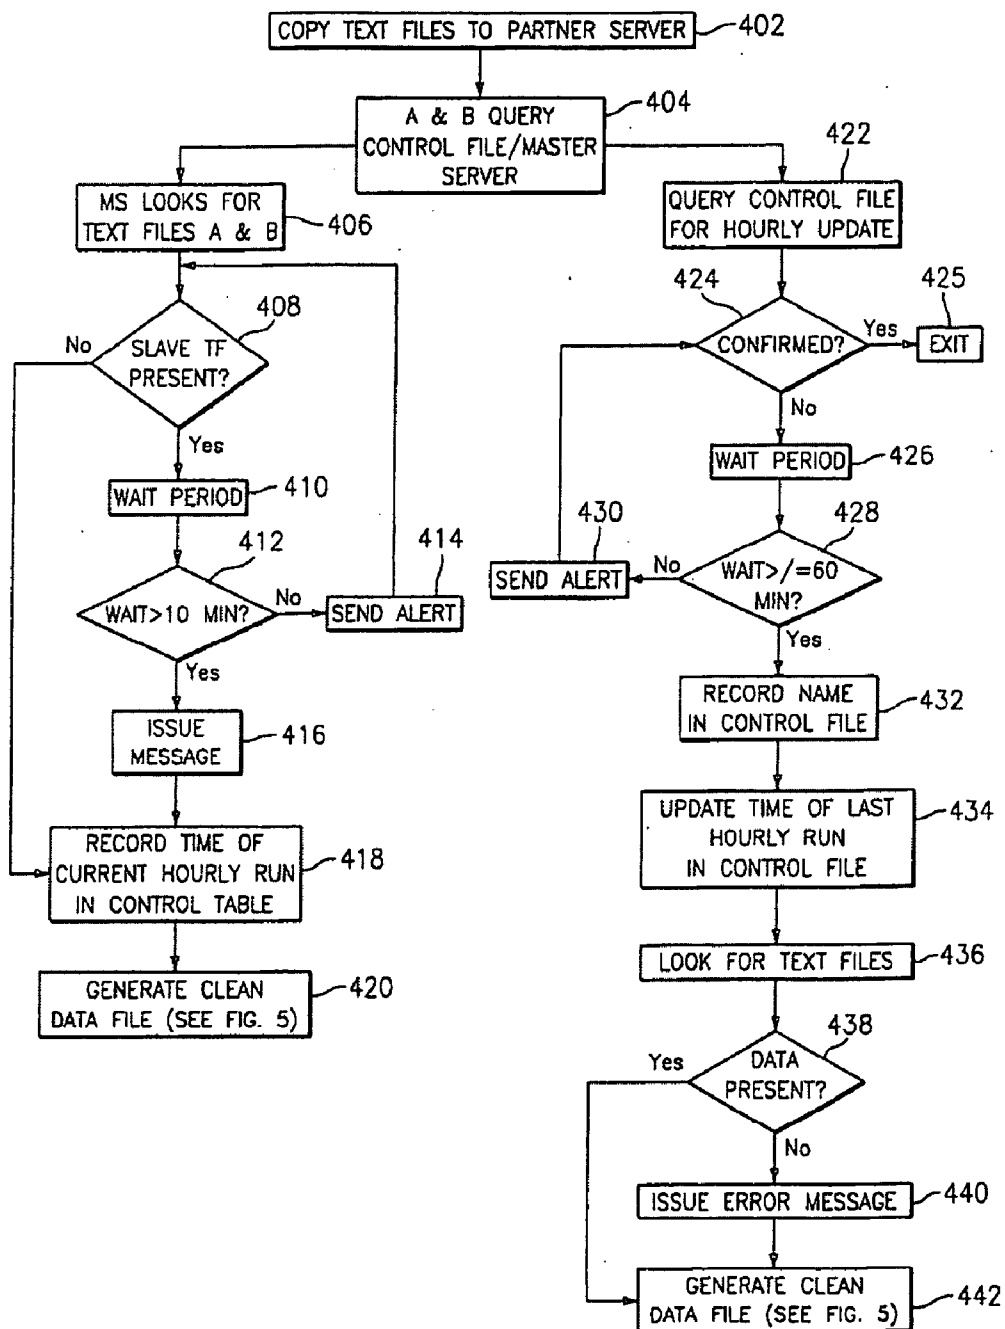 COPY TEXT FILES TO PARTNER SERVER
402
A & B QUERY
CONTROL FILE/MASTER
SERVER
404
MS LOOKS FOR
TEXT FILES A & B
406
SLAVE TF
PRESENT?
408
No
Yes
WAIT PERIOD
410
WAIT>10 MIN?
412
No
SEND ALERT
414
Yes
ISSUE
MESSAGE
416
RECORD TIME OF
CURRENT HOURLY RUN
IN CONTROL TABLE
418
GENERATE CLEAN
DATA FILE (SEE FIG. 5)
420
422
QUERY CONTROL FILE
FOR HOURLY UPDATE
424
CONFIRMED?
Yes
425
EXIT
No
WAIT PERIOD
426
428
WAIT>/=60
MIN?
No
430
SEND ALERT
Yes
RECORD NAME
IN CONTROL FILE
432
UPDATE TIME OF LAST
HOURLY RUN
IN CONTROL FILE
434
LOOK FOR TEXT FILES
436
438
DATA
PRESENT?
Yes
No
ISSUE ERROR MESSAGE
440
GENERATE CLEAN
DATA FILE (SEE FIG. 5)
442